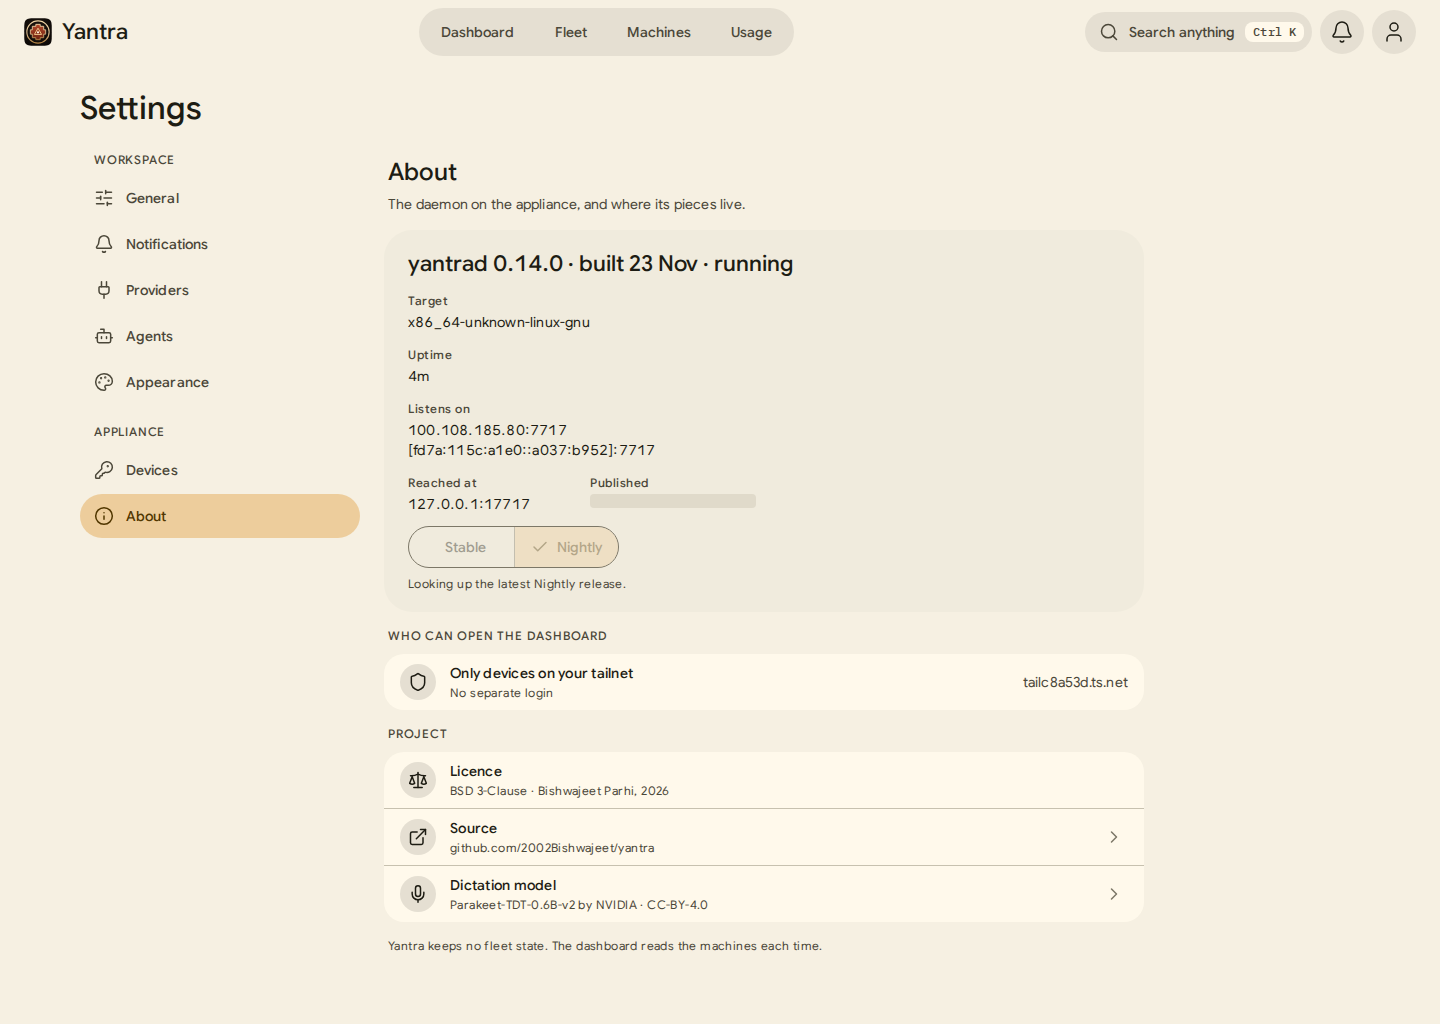 Yantra
Dashboard Fleet Machines Usage
Search anything Ctrl K
Settings
WORKSPACE
General
Notifications
Providers
Agents
Appearance
APPLIANCE
Devices
About
About
The daemon on the appliance, and where its pieces live.
yantrad 0.14.0 · built 23 Nov · running
Target
x86_64-unknown-linux-gnu
Uptime
4m
Listens on
100.108.185.80:7717
[fd7a:115c:a1e0::a037:b952]:7717
Reached at Published
127.0.0.1:17717
Stable Nightly
Looking up the latest Nightly release.
WHO CAN OPEN THE DASHBOARD
Only devices on your tailnet
No separate login
tailc8a53d.ts.net
PROJECT
Licence
BSD 3-Clause · Bishwajeet Parhi, 2026
Source
github.com/2002Bishwajeet/yantra
Dictation model
Parakeet-TDT-0.6B-v2 by NVIDIA · CC-BY-4.0
Yantra keeps no fleet state. The dashboard reads the machines each time.